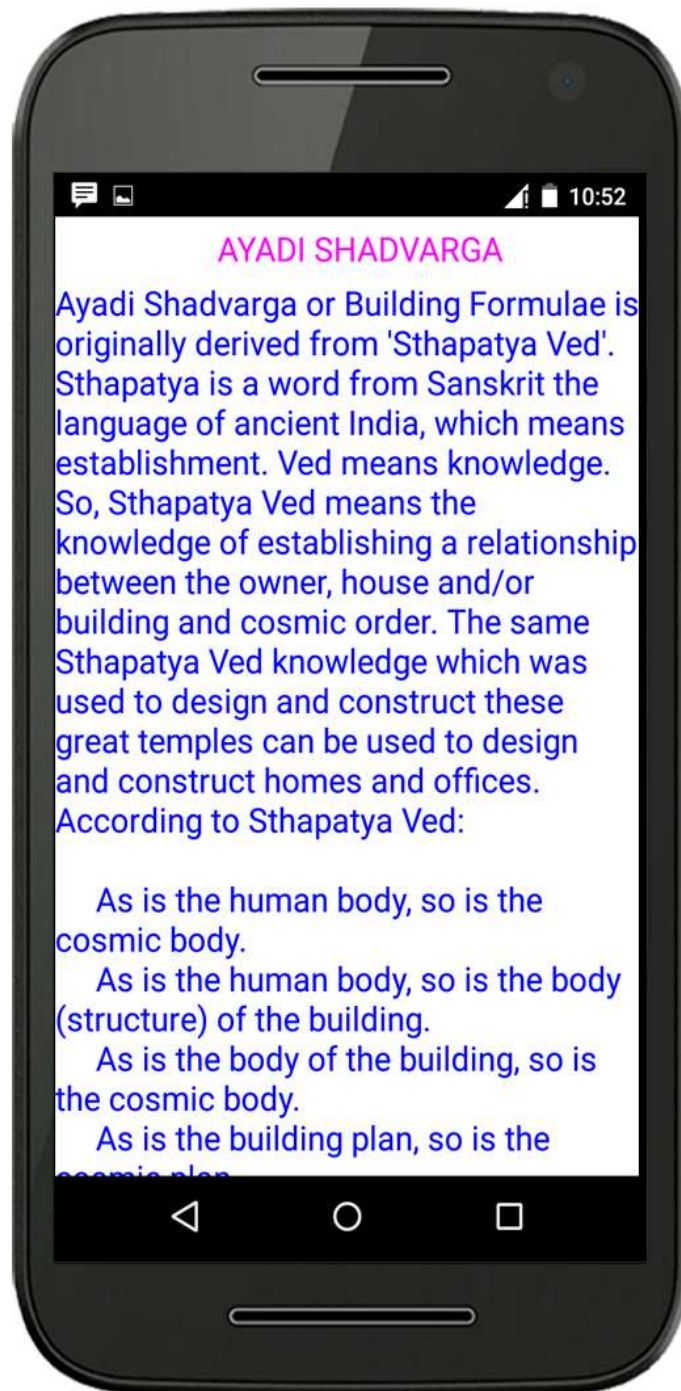 10:52
AYADI SHADVARGA
Ayadi Shadvarga or Building Formulae is
originally derived from 'Sthapatya Ved'.
Sthapatya is a word from Sanskrit the
language of ancient India, which means
establishment. Ved means knowledge.
So, Sthapatya Ved means the
knowledge of establishing a relationship
between the owner, house and/or
building and cosmic order. The same
Sthapatya Ved knowledge which was
used to design and construct these
great temples can be used to design
and construct homes and offices.
According to Sthapatya Ved:
As is the human body, so is the
cosmic body.
As is the human body, so is the body
(structure) of the building.
As is the body of the building, so is
the cosmic body.
As is the building plan, so is the
cosmic plan